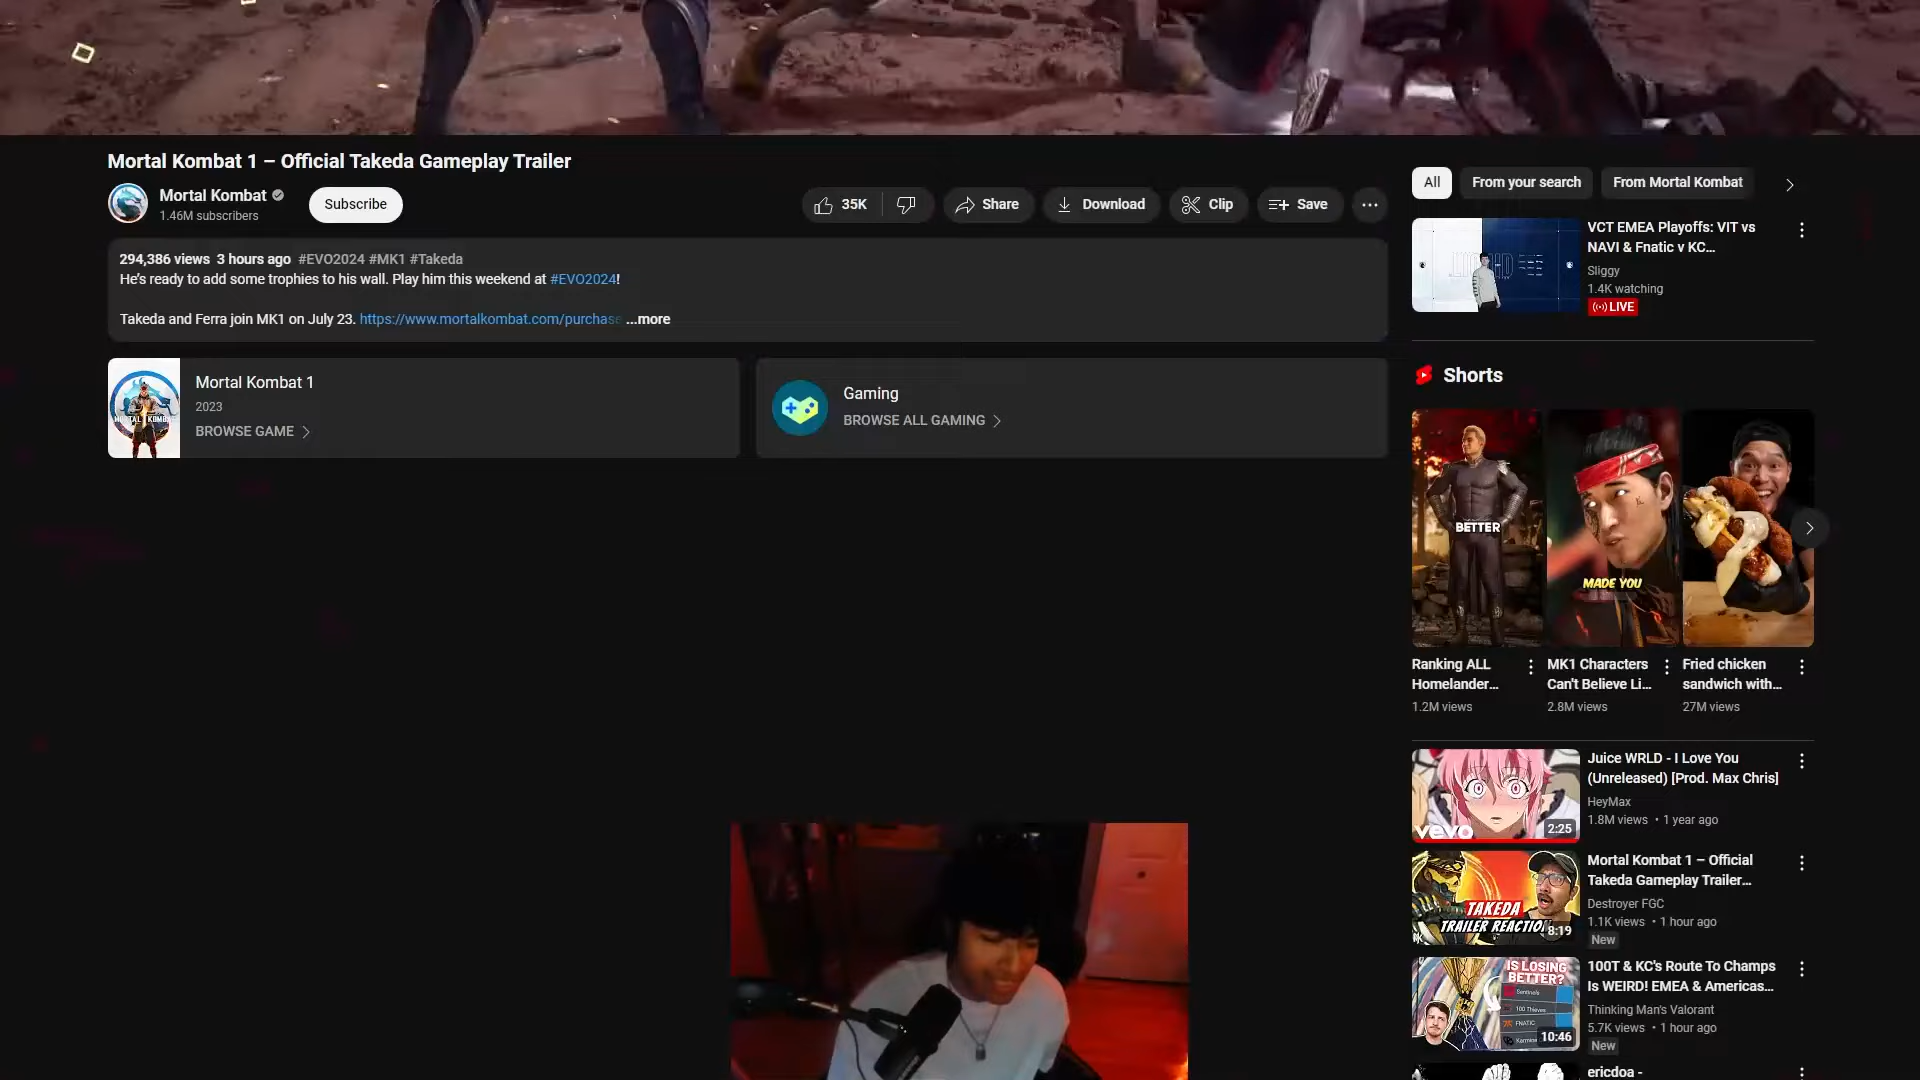 Mortal Kombat 1 – Official Takeda Gameplay Trailer
Mortal Kombat
1.46M subscribers
Subscribe
35K
Share
Download
Clip
Save
294,386 views 3 hours ago #EVO2024 #MK1 #Takeda
He's ready to add some trophies to his wall. Play him this weekend at #EVO2024!
Takeda and Ferra join MK1 on July 23. https://www.mortalkombat.com/purchase ...more
Mortal Kombat 1
2023
BROWSE GAME
Gaming
BROWSE ALL GAMING
All
From your search
From Mortal Kombat
VCT EMEA Playoffs: VIT vs
NAVI & Fnatic v KC...
Sliggy
1.4K watching
LIVE
Shorts
BETTER
MADE YOU
Ranking ALL
Homelander...
1.2M views
MK1 Characters
Can't Believe Li...
2.8M views
Fried chicken
sandwich with...
27M views
vevo
2:25
Juice WRLD - I Love You
(Unreleased) [Prod. Max Chris]
HeyMax
1.8M views • 1 year ago
TAKEDA
TRAILER REACTION
8:19
Mortal Kombat 1 – Official
Takeda Gameplay Trailer...
Destroyer FGC
1.1K views • 1 hour ago
New
IS LOSING
BETTER?
Sentinels
100 Thieves
FNATIC
10:46
100T & KC's Route To Champs
Is WEIRD! EMEA & Americas...
Thinking Man's Valorant
5.7K views • 1 hour ago
New
ericdoa -